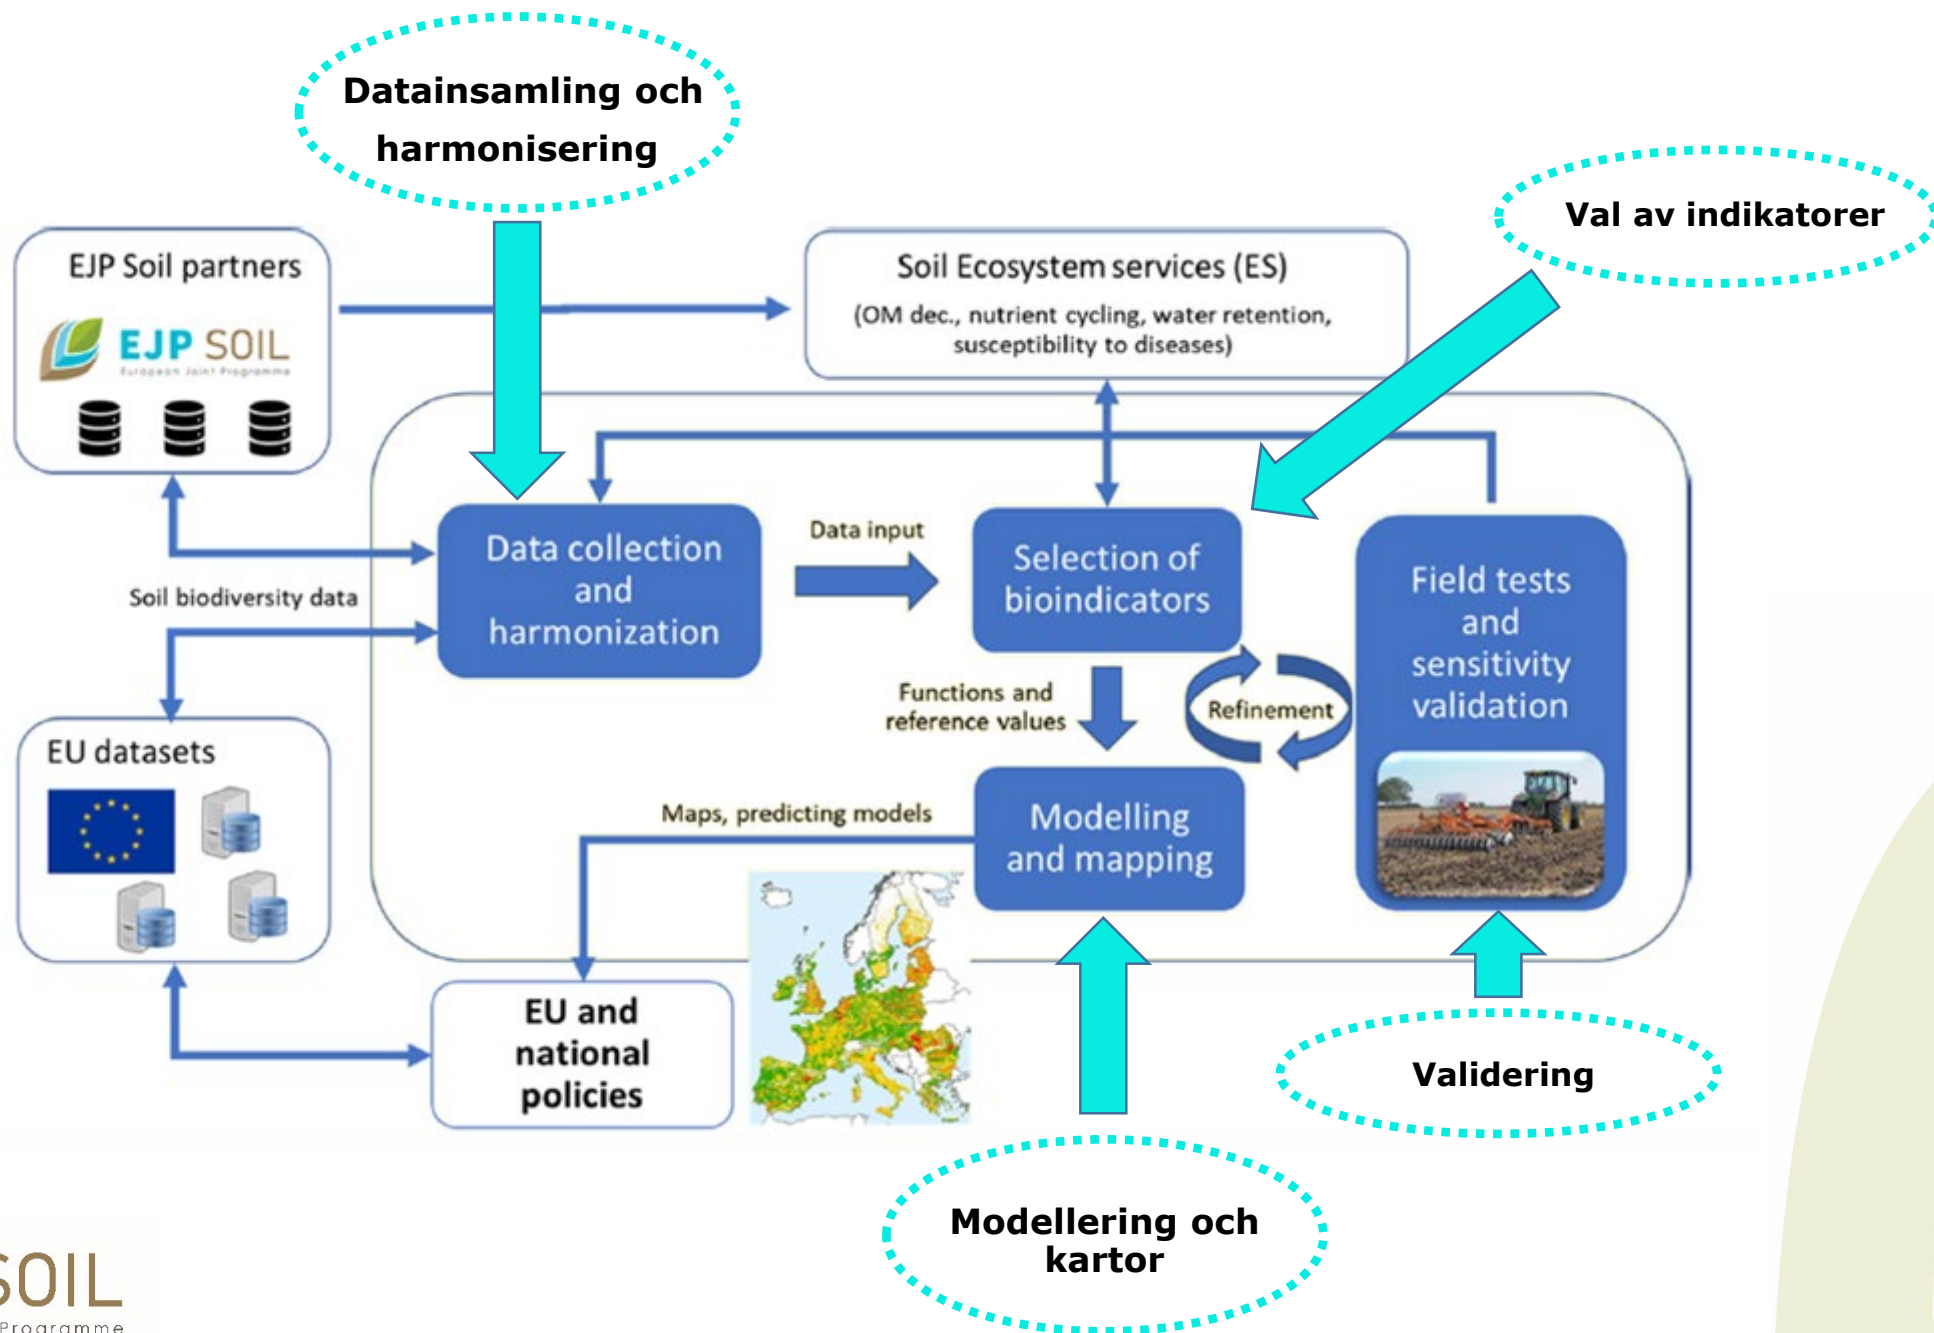 Datainsamling och
harmonisering
Val av indikatorer
EJP Soil partners
EJP SOIL
European Joint Programme
Soil Ecosystem services (ES)
(OM dec., nutrient cycling, water retention,
susceptibility to diseases)
Data collection
and
harmonization
Data input
Selection of
bioindicators
Field tests
and
sensitivity
validation
Soil biodiversity data
Functions and
reference values
Refinement
EU datasets
Maps, predicting models
Modelling
and mapping
EU and
national
policies
Validering
Modellering och
kartor
SOIL
Programme